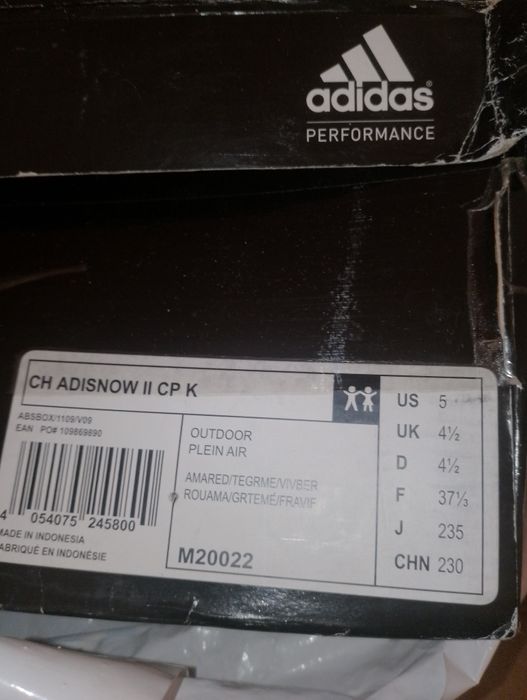 adidas®
PERFORMANCE
CH ADISNOW II CP K
ABSBOX/1109/V09
EAN PO# 109869890
4 054075 245800
MADE IN INDONESIA
FABRIQUÉ EN INDONÉSIE
OUTDOOR
PLEIN AIR
AMARED/TEGRME/VIVBER
ROUAMA/GRTEMÉ/FRAVIF
M20022
US 5
UK 4½
D 4½
F 37⅓
J 235
CHN 230